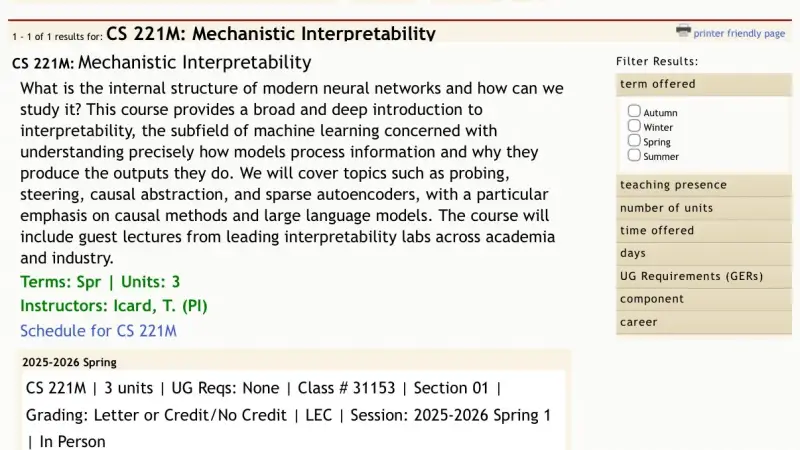 1 - 1 of 1 results for: CS 221M: Mechanistic Interpretability
printer friendly page
CS 221M: Mechanistic Interpretability
What is the internal structure of modern neural networks and how can we
study it? This course provides a broad and deep introduction to
interpretability, the subfield of machine learning concerned with
understanding precisely how models process information and why they
produce the outputs they do. We will cover topics such as probing,
steering, causal abstraction, and sparse autoencoders, with a particular
emphasis on causal methods and large language models. The course will
include guest lectures from leading interpretability labs across academia
and industry.
Terms: Spr | Units: 3
Instructors: Icard, T. (PI)
Schedule for CS 221M
2025-2026 Spring
CS 221M | 3 units | UG Reqs: None | Class # 31153 | Section 01 |
Grading: Letter or Credit/No Credit | LEC | Session: 2025-2026 Spring 1
| In Person
Filter Results:
term offered
Autumn
Winter
Spring
Summer
teaching presence
number of units
time offered
days
UG Requirements (GERs)
component
career